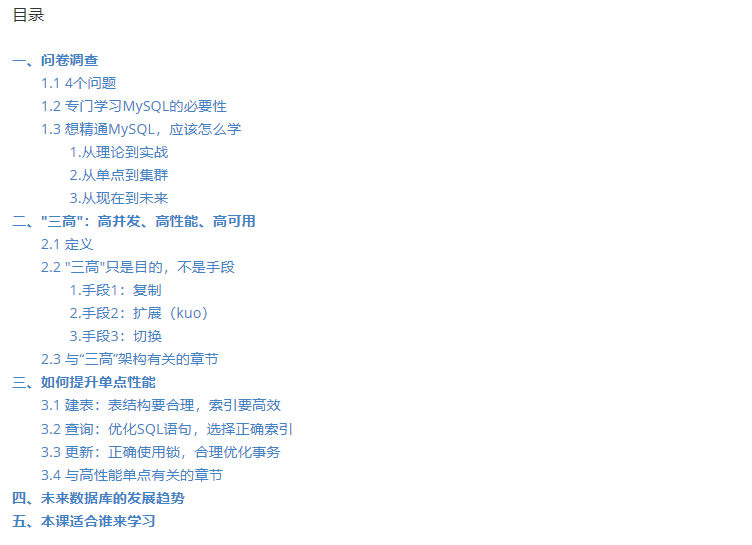 目录
一、问卷调查
1.1 4个问题
1.2 专门学习MySQL的必要性
1.3 想精通MySQL，应该怎么学
1.从理论到实战
2.从单点到集群
3.从现在到未来
二、"三高"：高并发、高性能、高可用
2.1 定义
2.2 "三高"只是目的，不是手段
1.手段1：复制
2.手段2：扩展（kuo）
3.手段3：切换
2.3 与“三高”架构有关的章节
三、如何提升单点性能
3.1 建表：表结构要合理，索引要高效
3.2 查询：优化SQL语句，选择正确索引
3.3 更新：正确使用锁，合理优化事务
3.4 与高性能单点有关的章节
四、未来数据库的发展趋势
五、本课适合谁来学习